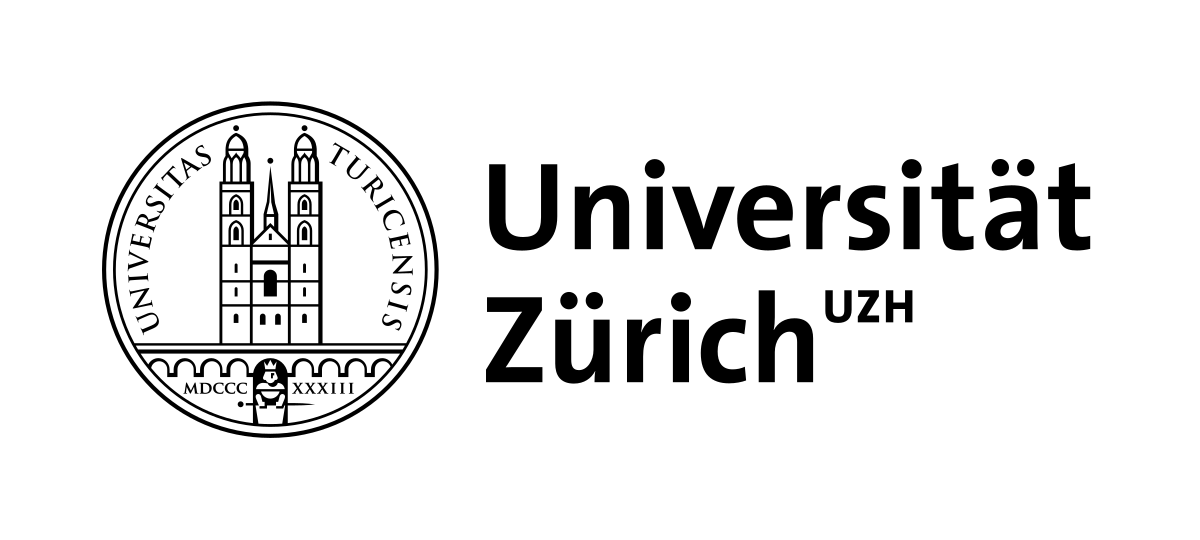 UNIVERSITAS TURICENSIS
MDCCC XXXIII
Universität
Zürich UZH